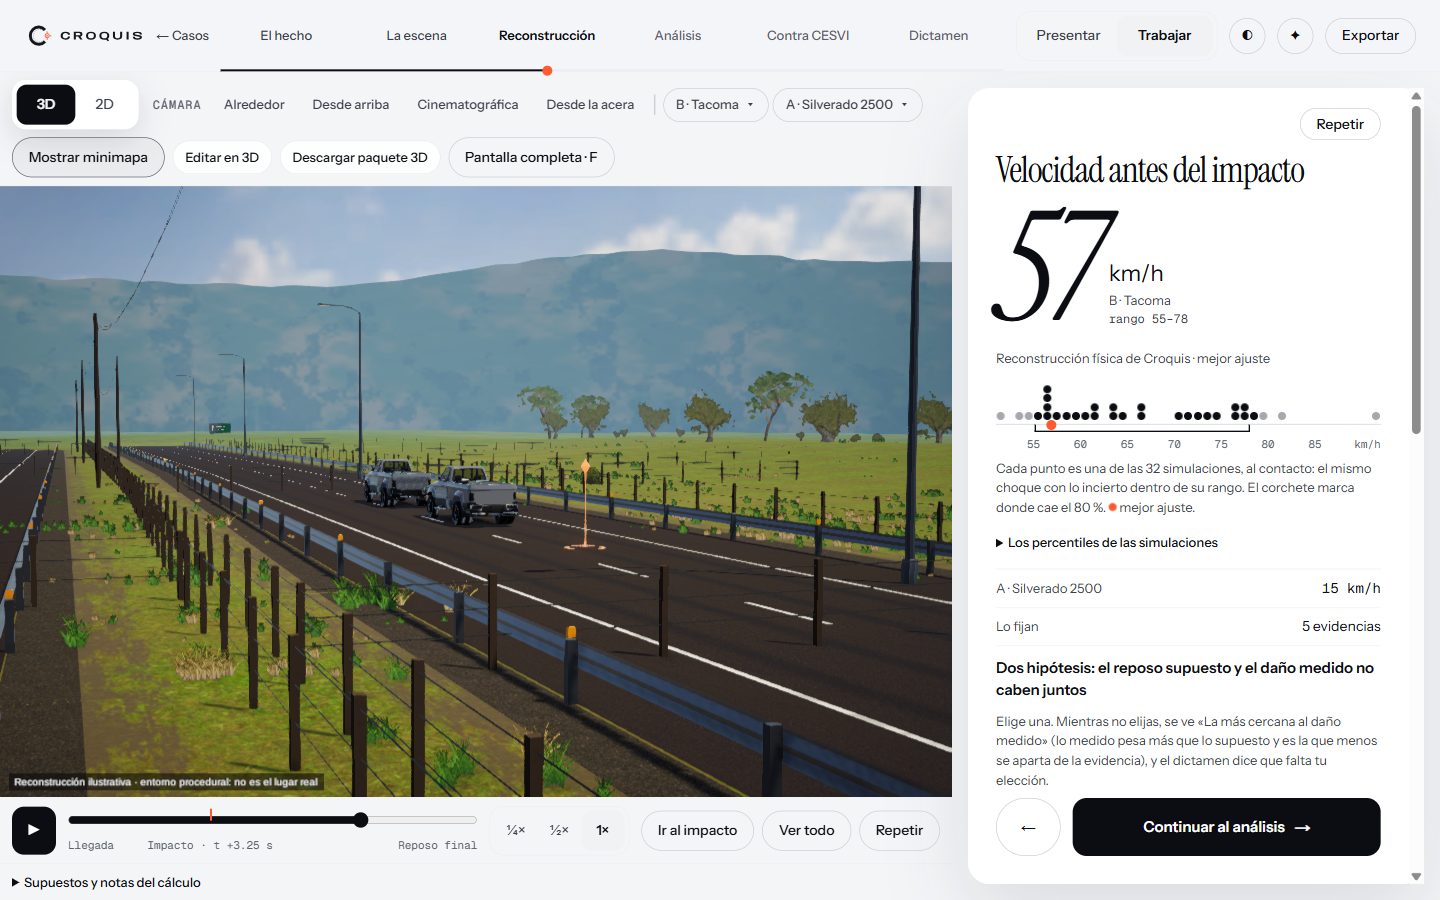 CROQUIS
← Casos
El hecho
La escena
Reconstrucción
Análisis
Contra CESVI
Dictamen
Presentar
Trabajar
Exportar
3D
2D
CÁMARA
Alrededor
Desde arriba
Cinematográfica
Desde la acera
B · Tacoma
A · Silverado 2500
Mostrar minimapa
Editar en 3D
Descargar paquete 3D
Pantalla completa · F
Reconstrucción ilustrativa - entorno procedural: no es el lugar real
Llegada
Impacto · t +3.25 s
Reposo final
¼×
½×
1×
Ir al impacto
Ver todo
Repetir
Supuestos y notas del cálculo
Repetir
Velocidad antes del impacto
57
km/h
B · Tacoma
rango 55–78
Reconstrucción física de Croquis · mejor ajuste
55 60 65 70 75 80 85 km/h
Cada punto es una de las 32 simulaciones, al contacto: el mismo
choque con lo incierto dentro de su rango. El corchete marca
donde cae el 80 %. mejor ajuste.
Los percentiles de las simulaciones
A · Silverado 2500 15 km/h
Lo fijan 5 evidencias
Dos hipótesis: el reposo supuesto y el daño medido no
caben juntos
Elige una. Mientras no elijas, se ve «La más cercana al daño
medido» (lo medido pesa más que lo supuesto y es la que menos
se aparta de la evidencia), y el dictamen dice que falta tu
elección.
←
Continuar al análisis →